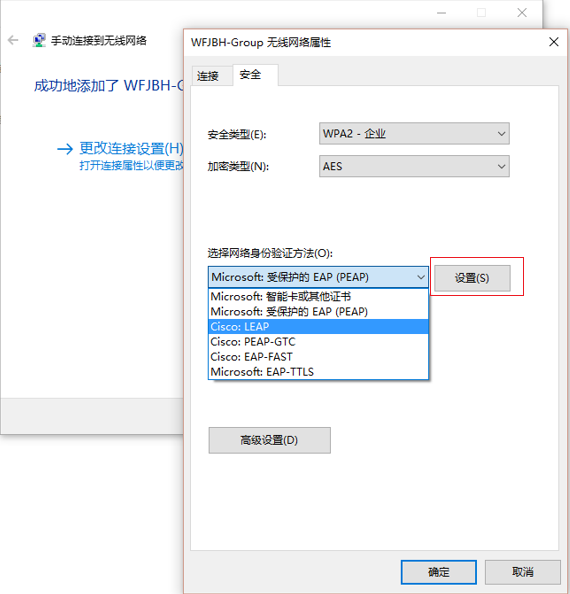 手动连接到无线网络
成功地添加了 WFJBH-G
更改连接设置(H)
打开连接属性以便更改
WFJBH-Group 无线网络属性
连接
安全
安全类型(E):
WPA2 - 企业
加密类型(N):
AES
选择网络身份验证方法(O):
Microsoft: 受保护的 EAP (PEAP)
设置(S)
Microsoft: 智能卡或其他证书
Microsoft: 受保护的 EAP (PEAP)
Cisco: LEAP
Cisco: PEAP-GTC
Cisco: EAP-FAST
Microsoft: EAP-TTLS
高级设置(D)
确定
取消